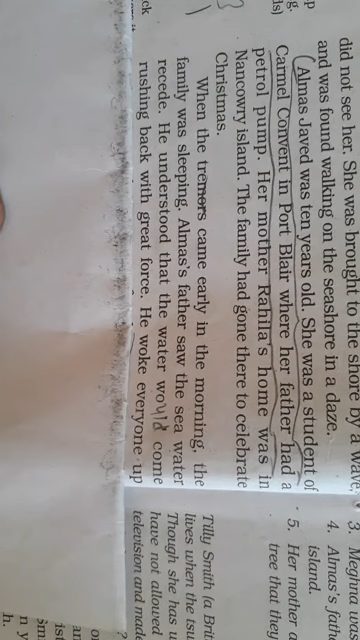 did not see her. She was brought to the shore by a wave,
and was found walking on the seashore in a daze.
Almas Javed was ten years old. She was a student of
Carmel Convent in Port Blair where her father had a
petrol pump. Her mother Rahila's home was in
Nancowry island. The family had gone there to celebrate
Christmas.
When the tremors came early in the morning, the
family was sleeping. Almas's father saw the sea water
recede. He understood that the water would come
rushing back with great force. He woke everyone up
3. Meghna
4. Almas's
island.
5. Her mother
tree that they
Tilly Smith (a Brit
lives when the tsu
Though she has
have not allowed
television and made